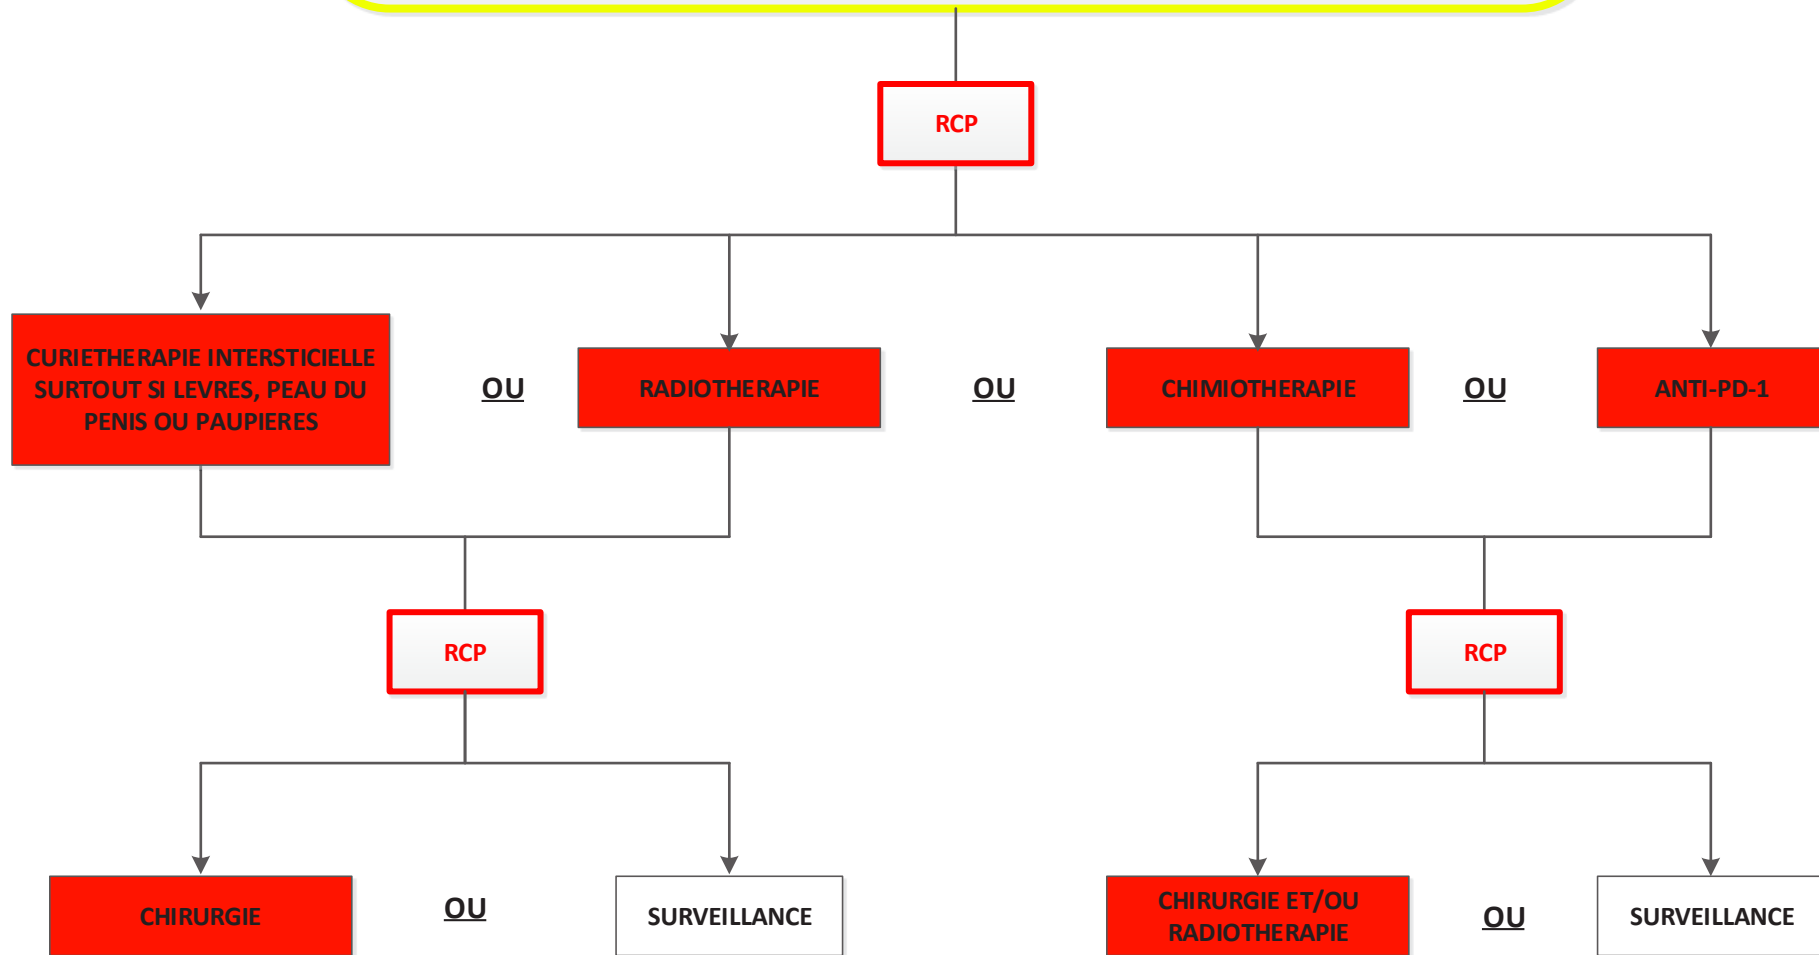 RCP
CURIETHERAPIE INTERSTICIELLE
SURTOUT SI LEVRES, PEAU DU
PENIS OU PAUPIERES
OU
RADIOTHERAPIE
OU
CHIMIOTHERAPIE
OU
ANTI-PD-1
RCP
RCP
CHIRURGIE
OU
SURVEILLANCE
CHIRURGIE ET/OU
RADIOTHERAPIE
OU
SURVEILLANCE